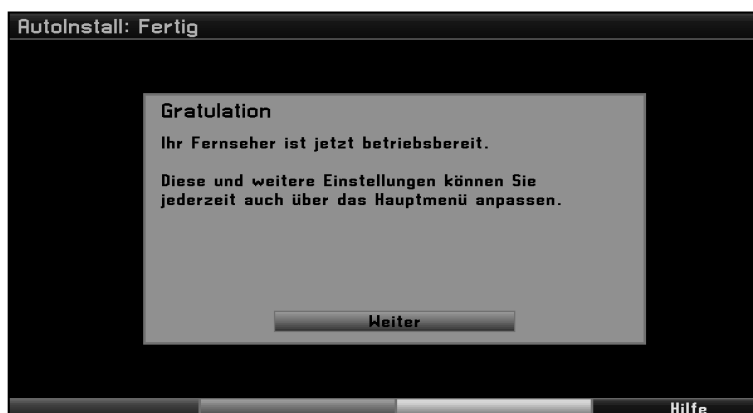 AutoInstall: Fertig
Gratulation
Ihr Fernseher ist jetzt betriebsbereit.
Diese und weitere Einstellungen können Sie
jederzeit auch über das Hauptmenü anpassen.
Weiter
Hilfe